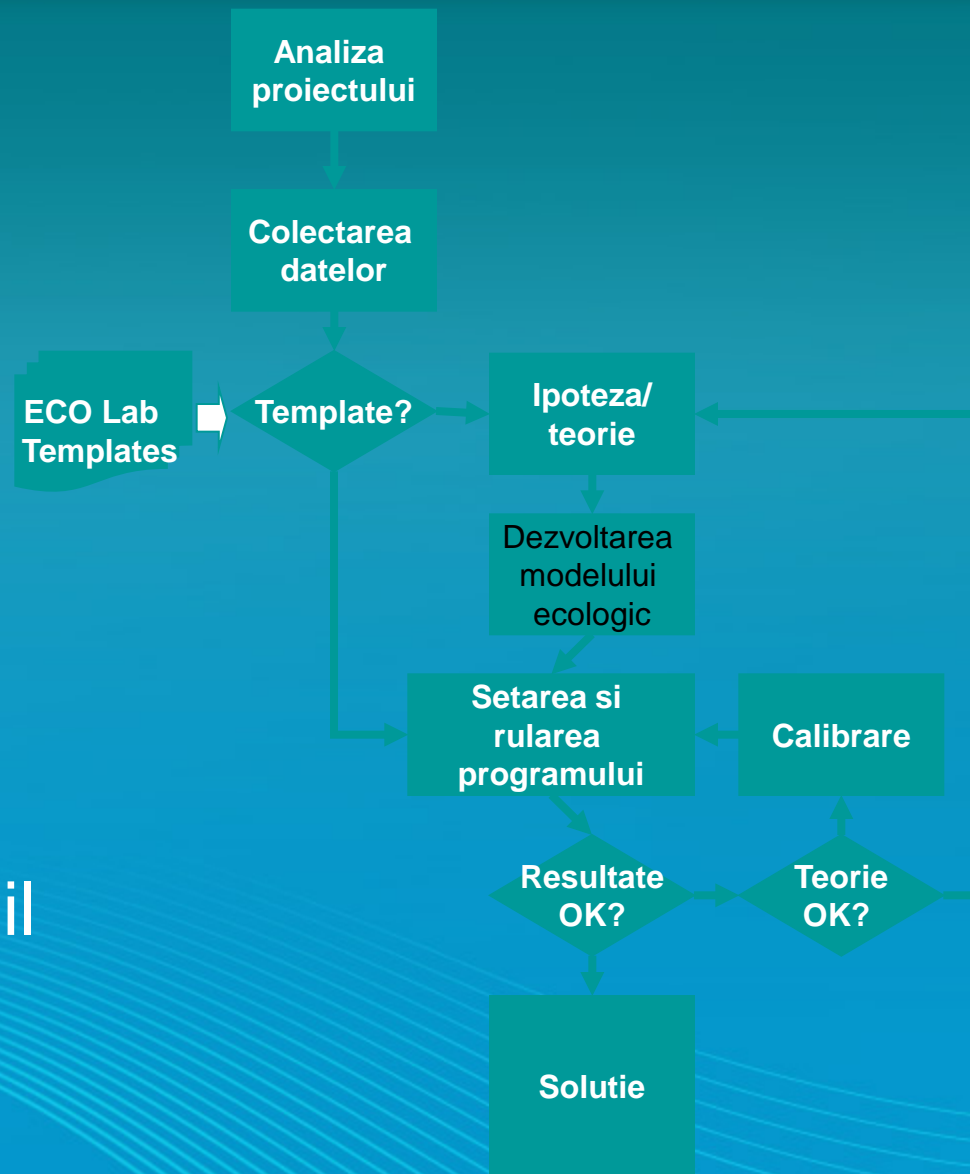 Analiza
proiectului
Colectarea
datelor
ECO Lab
Templates
Template?
Ipoteza/
teorie
Dezvoltarea
modelului
ecologic
Setarea si
rularea
programului
Calibrare
Resultate
OK?
Teorie
OK?
il
Solutie